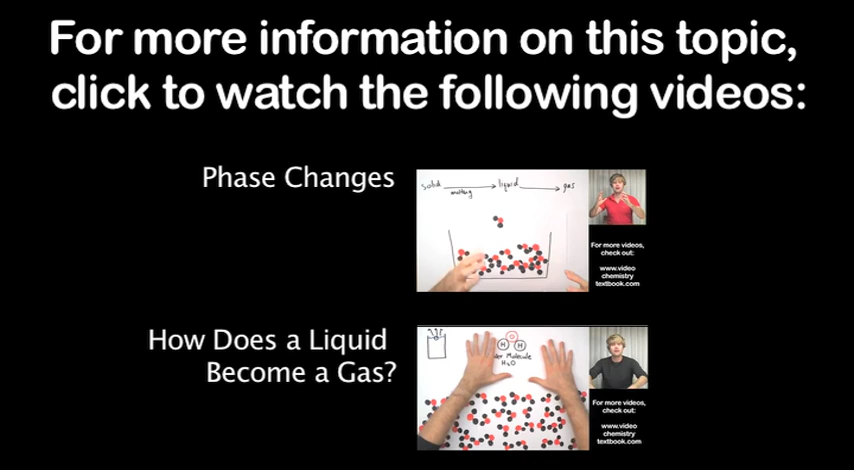 For more information on this topic,
click to watch the following videos:
Phase Changes
solid
melting
liquid
gas
For more videos,
check out:
www.video
chemistry
textbook.com
How Does a Liquid
Become a Gas?
H
O
H
Molecule
H₂O
For more videos,
check out:
www.video
chemistry
textbook.com